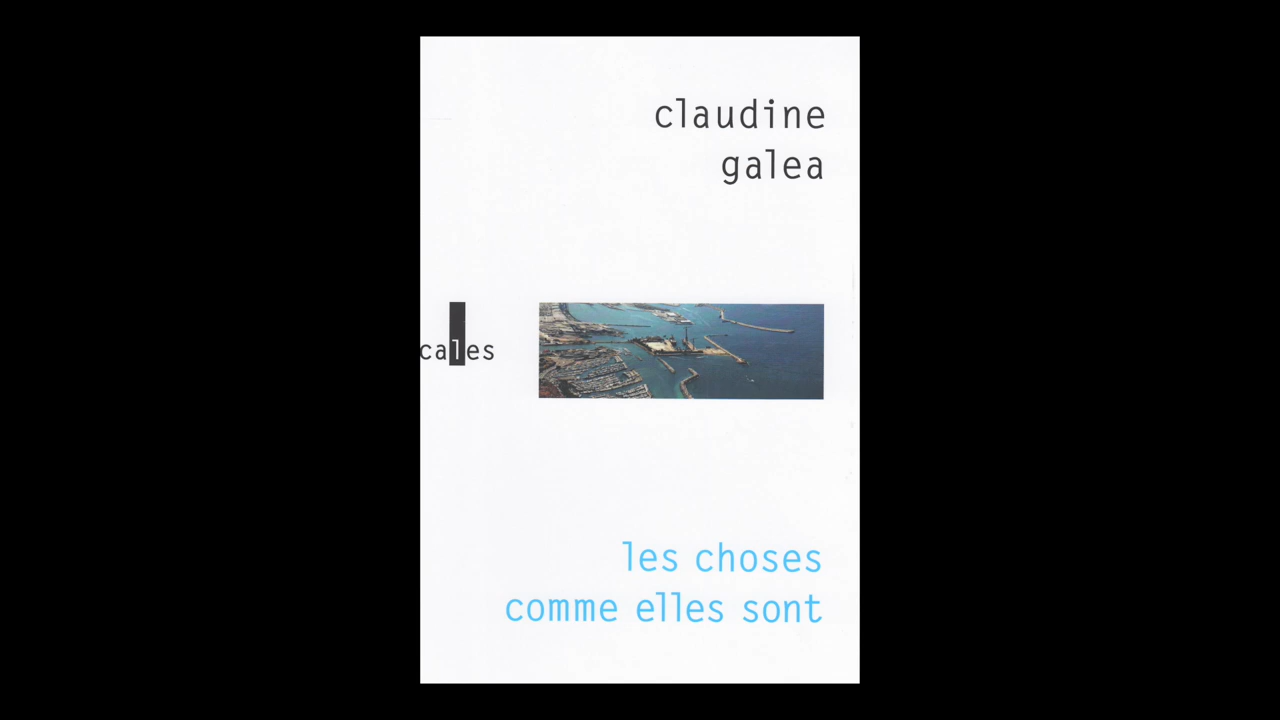 claudine
galea
cales
les choses
comme elles sont